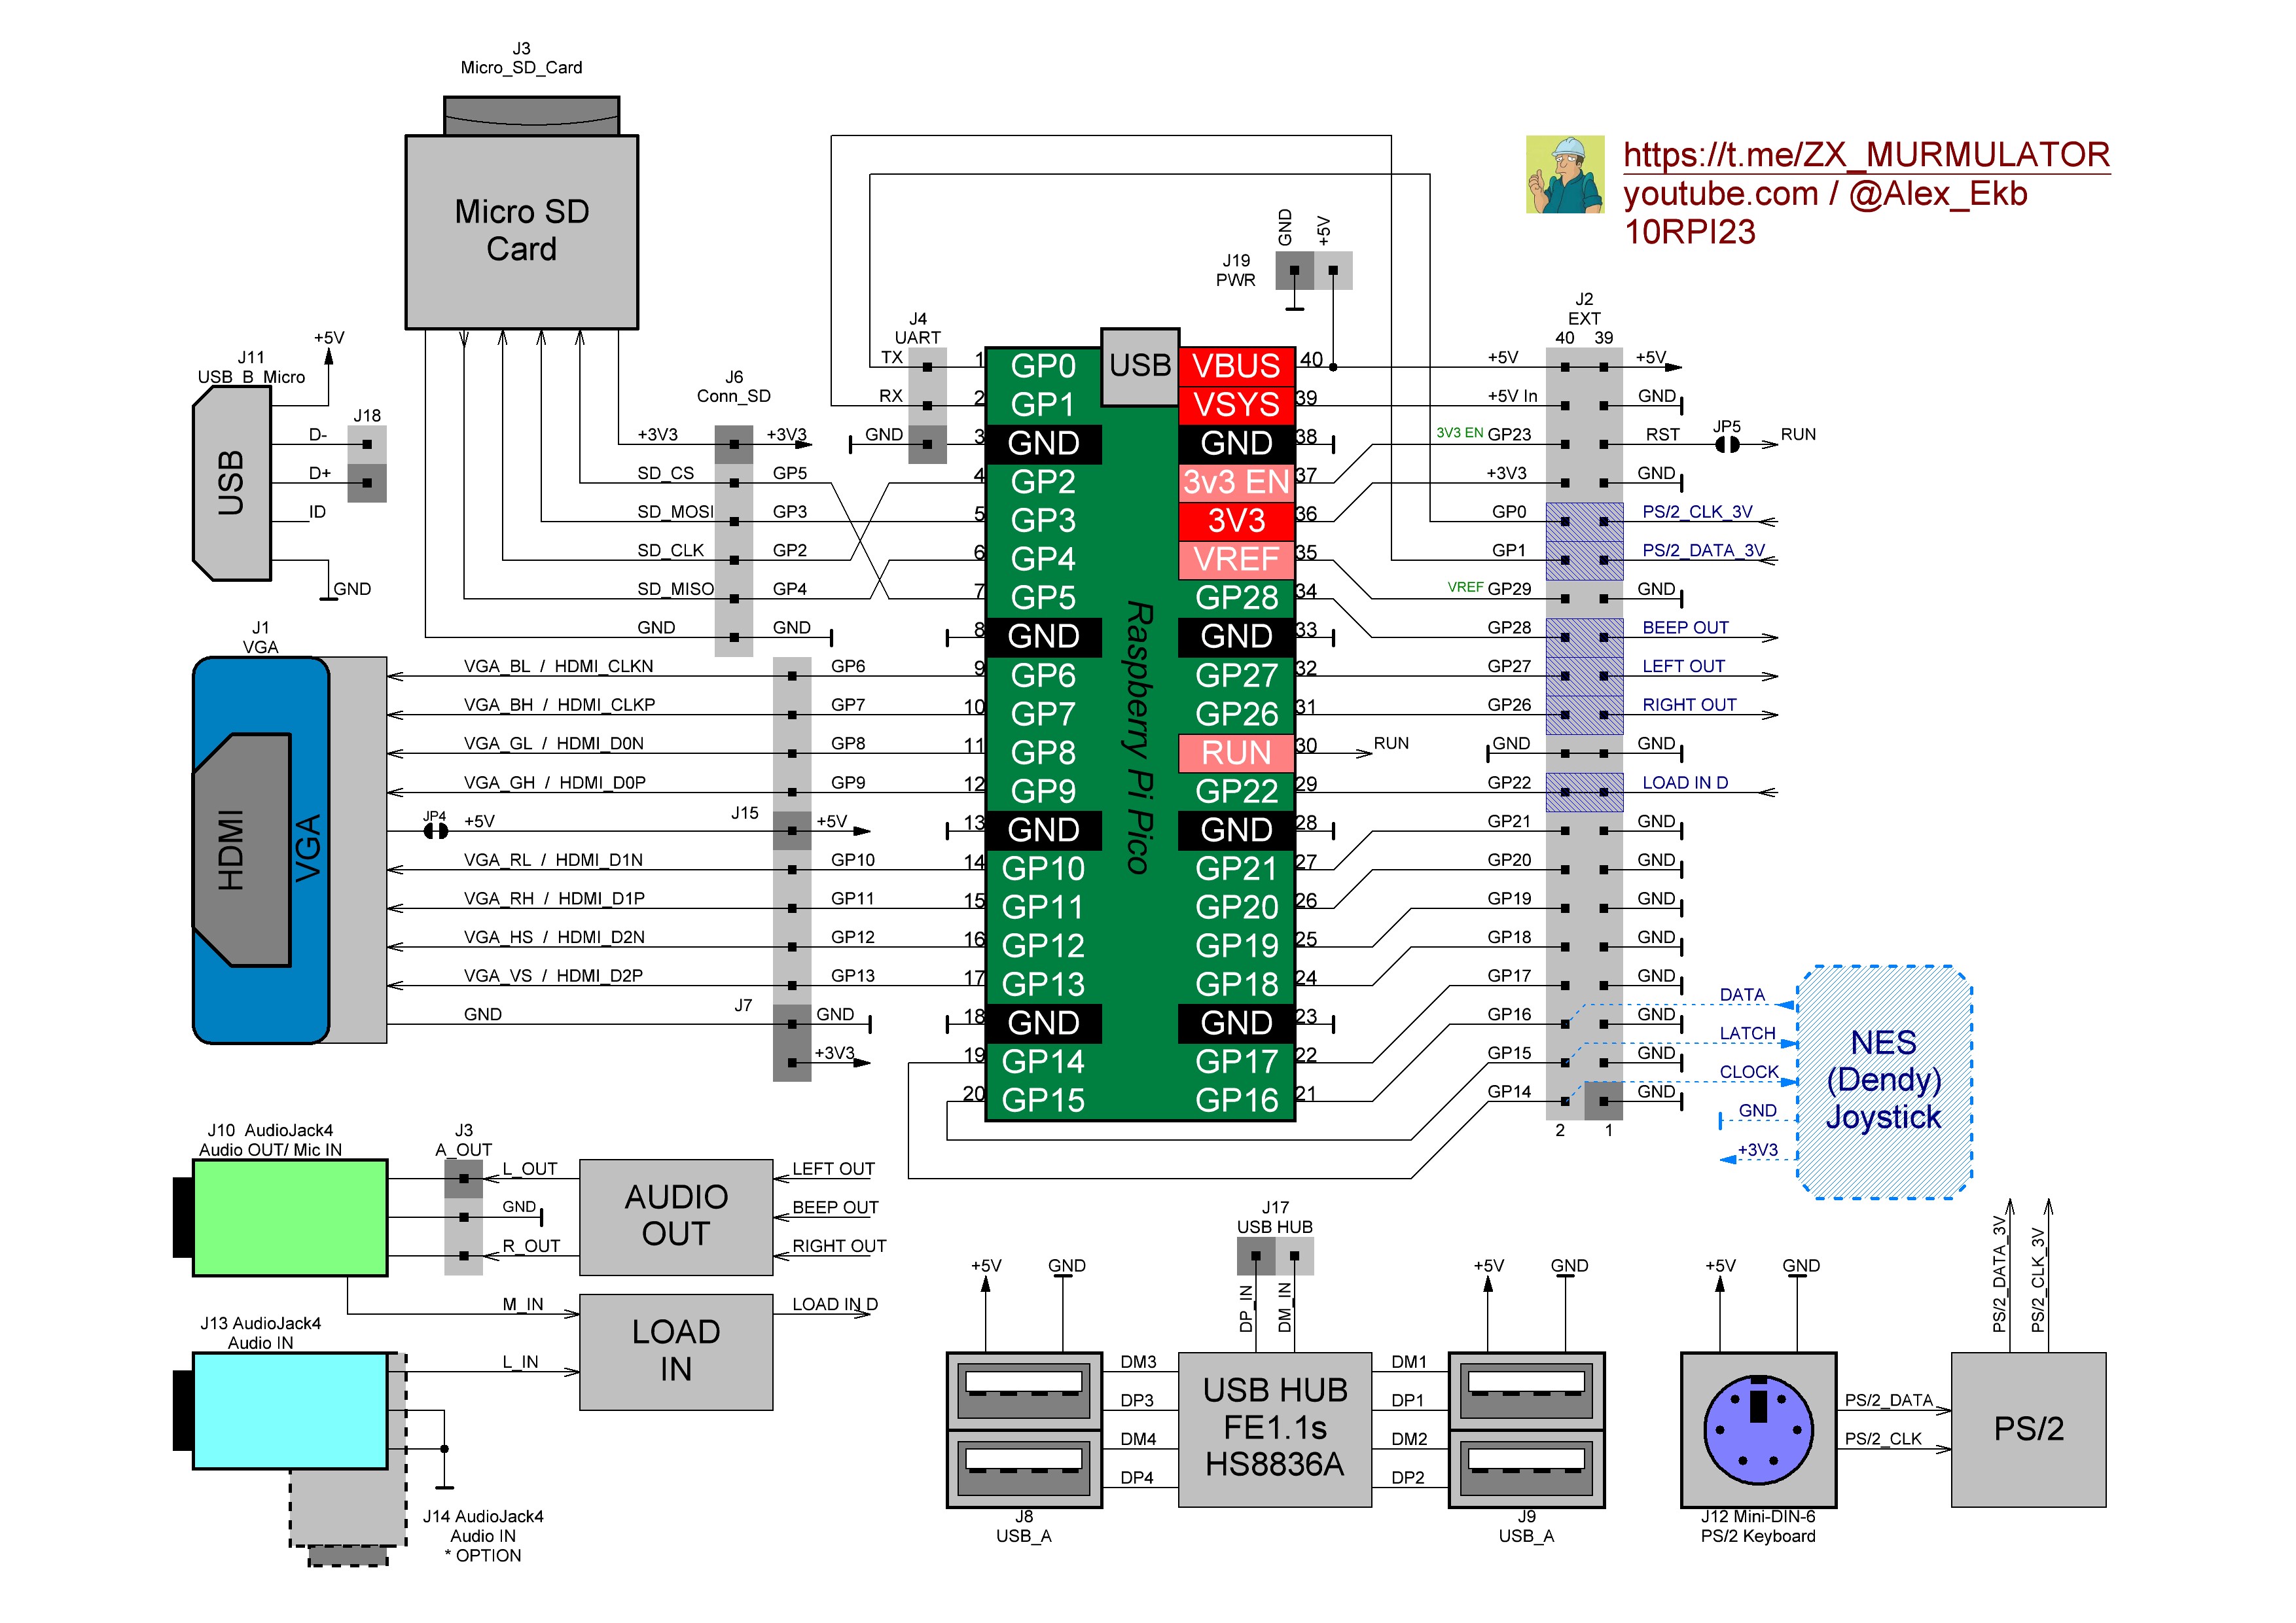 J3
Micro_SD_Card
Micro SD
Card
https://t.me/ZX_MURMULATOR
youtube.com / @Alex_Ekb
10RPI23
GND
+5V
J19
PWR
J11
USB_B_Micro
+5V
USB
D-
D+
ID
GND
J18
J6
Conn_SD
+3V3 +3V3
SD_CS GP5
SD_MOSI GP3
SD_CLK GP2
SD_MISO GP4
GND GND
J4
UART
TX
RX
GND
USB
Raspberry Pi Pico
1 GP0 VBUS 40
2 GP1 VSYS 39
3 GND GND 38
4 GP2 3v3 EN 37
5 GP3 3V3 36
6 GP4 VREF 35
7 GP5 GP28 34
8 GND GND 33
9 GP6 GP27 32
10 GP7 GP26 31
11 GP8 RUN 30 RUN
12 GP9 GP22 29
13 GND GND 28
14 GP10 GP21 27
15 GP11 GP20 26
16 GP12 GP19 25
17 GP13 GP18 24
18 GND GND 23
19 GP14 GP17 22
20 GP15 GP16 21
J2
EXT
40 39
+5V +5V
+5V In GND
3V3 EN GP23 RST JP5 RUN
+3V3 GND
GP0 PS/2_CLK_3V
GP1 PS/2_DATA_3V
VREF GP29 GND
GP28 BEEP OUT
GP27 LEFT OUT
GP26 RIGHT OUT
GND GND
GP22 LOAD IN D
GP21 GND
GP20 GND
GP19 GND
GP18 GND
GP17 GND
GP16 GND
GP15 GND
GP14 GND
2 1
DATA
LATCH
CLOCK
GND
+3V3
NES
(Dendy)
Joystick
J1
VGA
HDMI
VGA
VGA_BL / HDMI_CLKN GP6
VGA_BH / HDMI_CLKP GP7
VGA_GL / HDMI_D0N GP8
VGA_GH / HDMI_D0P GP9
JP4 +5V J15 +5V
VGA_RL / HDMI_D1N GP10
VGA_RH / HDMI_D1P GP11
VGA_HS / HDMI_D2N GP12
VGA_VS / HDMI_D2P GP13
GND J7 GND
+3V3
J10 AudioJack4
Audio OUT/ Mic IN
J3
A_OUT
L_OUT
GND
R_OUT
AUDIO
OUT
LEFT OUT
BEEP OUT
RIGHT OUT
M_IN
L_IN
LOAD
IN
LOAD IN D
J13 AudioJack4
Audio IN
J14 AudioJack4
Audio IN
* OPTION
J17
USB HUB
DP_IN
DM_IN
+5V GND
+5V GND
DM3
DP3
DM4
DP4
USB HUB
FE1.1s
HS8836A
DM1
DP1
DM2
DP2
J8
USB_A
J9
USB_A
+5V GND
PS/2_DATA
PS/2_CLK
PS/2_DATA_3V
PS/2_CLK_3V
PS/2
J12 Mini-DIN-6
PS/2 Keyboard